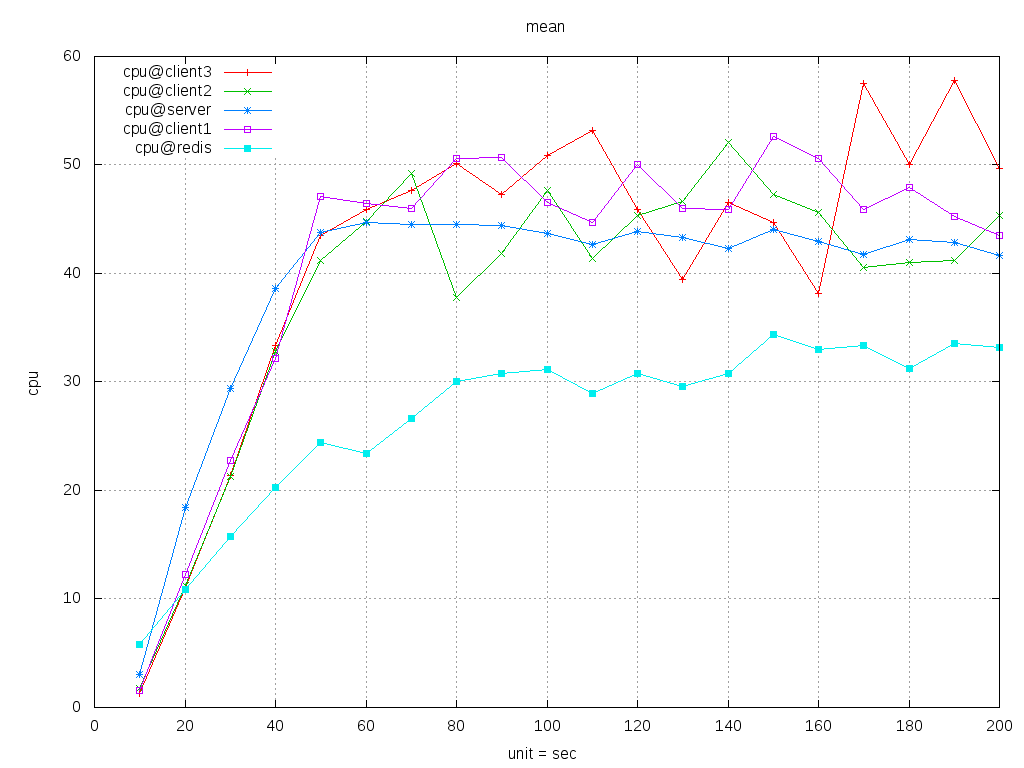 mean
60
50
40
30
20
10
0
cpu
cpu@client3
cpu@client2
cpu@server
cpu@client1
cpu@redis
0 20 40 60 80 100 120 140 160 180 200
unit = sec